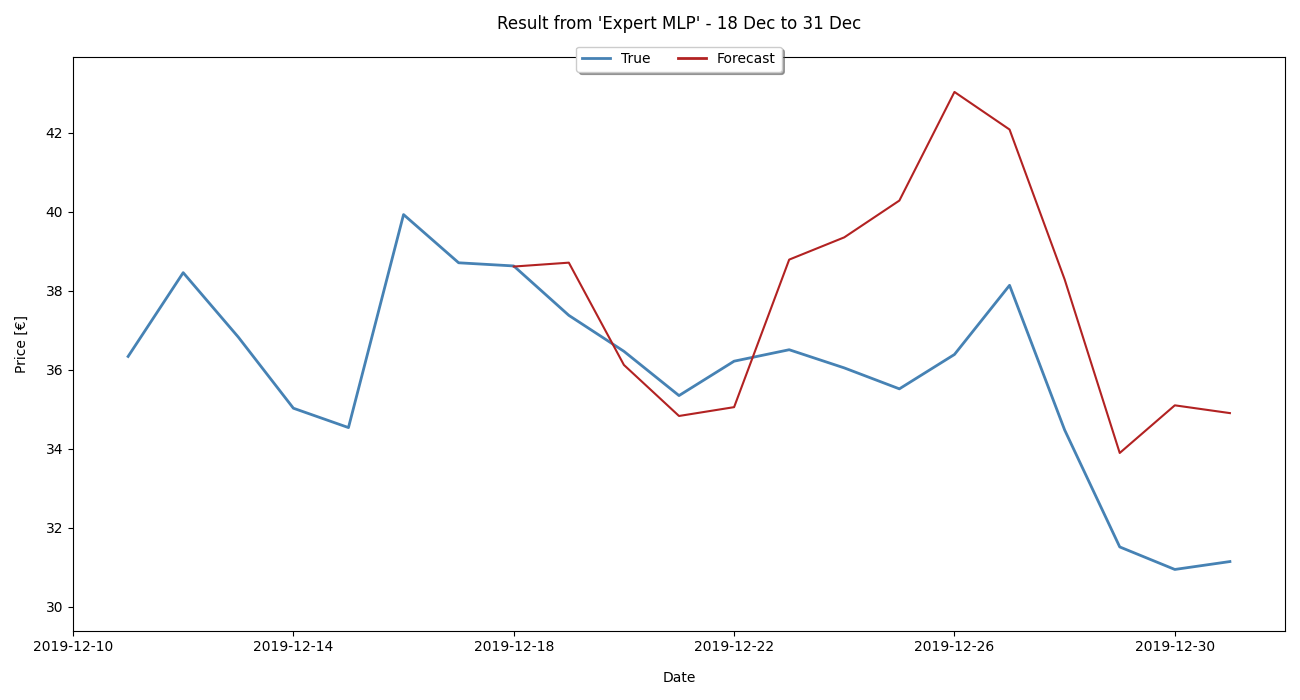 Result from 'Expert MLP' - 18 Dec to 31 Dec
True Forecast
Price [€]
42
40
38
36
34
32
30
2019-12-10 2019-12-14 2019-12-18 2019-12-22 2019-12-26 2019-12-30
Date